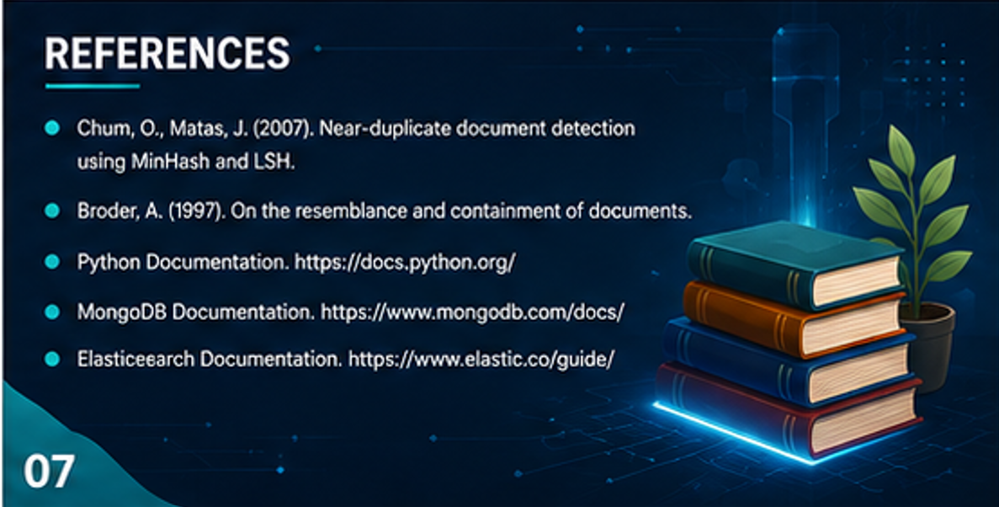 REFERENCES
Chum, O., Matas, J. (2007). Near-duplicate document detection
using MinHash and LSH.
Broder, A. (1997). On the resemblance and containment of documents.
Python Documentation. https://docs.python.org/
MongoDB Documentation. https://www.mongodb.com/docs/
Elasticeearch Documentation. https://www.elastic.co/guide/
07